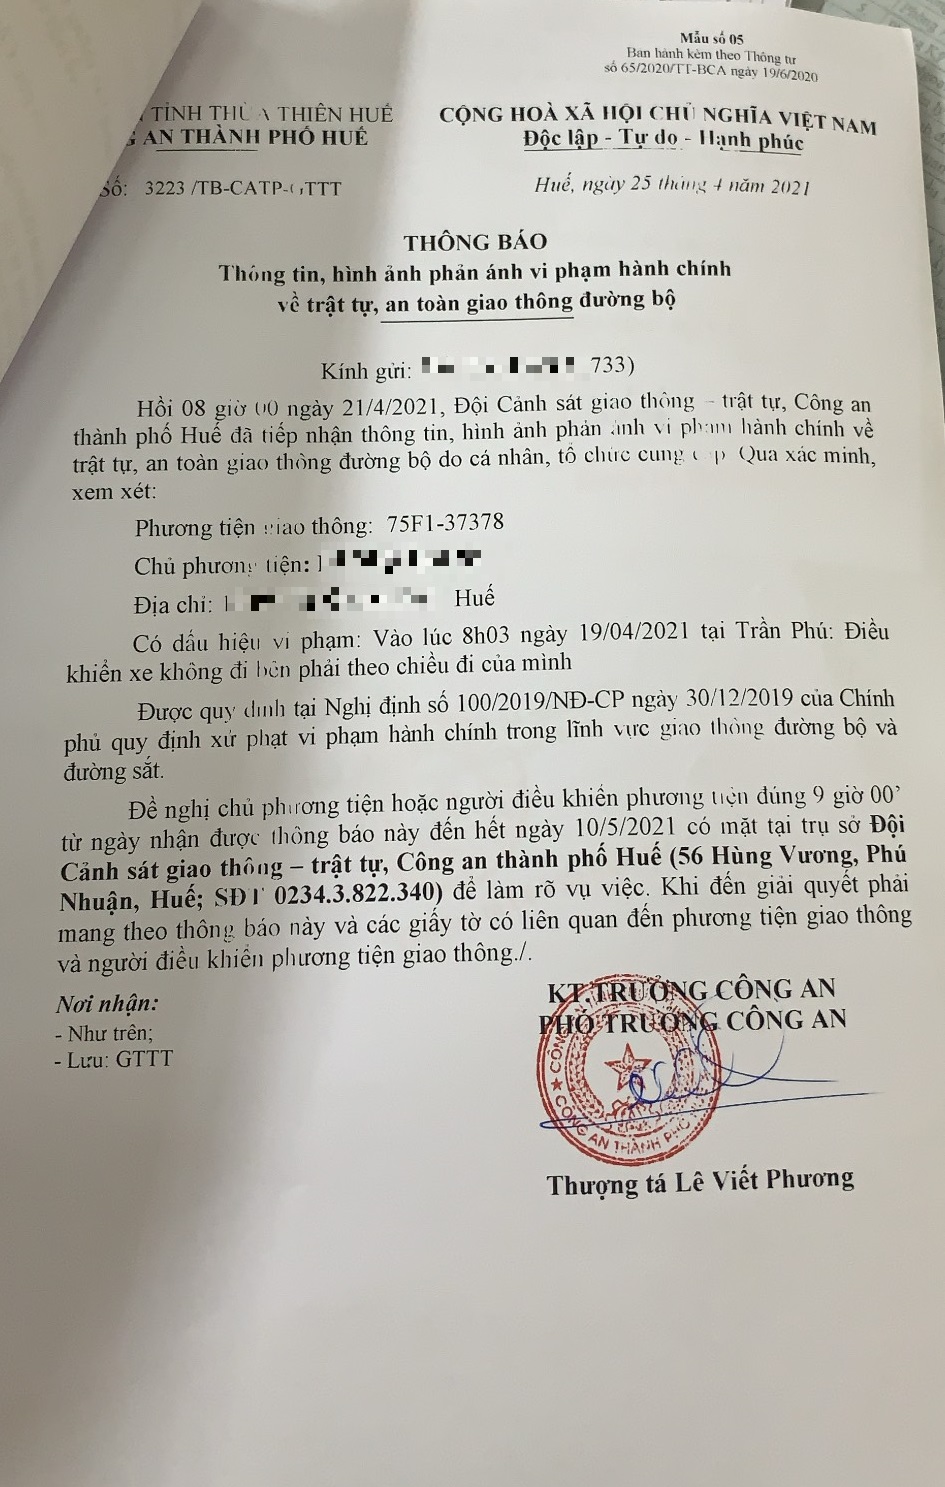 Mẫu số 05
Ban hành kèm theo Thông tư
số 65/2020/TT-BCA ngày 19/6/2020
TỈNH THỪA THIÊN HUẾ
AN THÀNH PHỐ HUẾ
CỘNG HOÀ XÃ HỘI CHỦ NGHĨA VIỆT NAM
Độc lập - Tự do - Hạnh phúc
Số: 3223 /TB-CATP-GTTT
Huế, ngày 25 tháng 4 năm 2021
THÔNG BÁO
Thông tin, hình ảnh phản ánh vi phạm hành chính
về trật tự, an toàn giao thông đường bộ
Kính gửi: 733)
Hồi 08 giờ 00 ngày 21/4/2021, Đội Cảnh sát giao thông - trật tự, Công an
thành phố Huế đã tiếp nhận thông tin, hình ảnh phản ánh vi phạm hành chính về
trật tự, an toàn giao thông đường bộ do cá nhân, tổ chức cung cấp. Qua xác minh,
xem xét:
Phương tiện giao thông: 75F1-37378
Chủ phương tiện:
Địa chỉ: Huế
Có dấu hiệu vi phạm: Vào lúc 8h03 ngày 19/04/2021 tại Trần Phú: Điều
khiển xe không đi bên phải theo chiều đi của mình
Được quy định tại Nghị định số 100/2019/NĐ-CP ngày 30/12/2019 của Chính
phủ quy định xử phạt vi phạm hành chính trong lĩnh vực giao thông đường bộ và
đường sắt.
Đề nghị chủ phương tiện hoặc người điều khiển phương tiện đúng 9 giờ 00’
từ ngày nhận được thông báo này đến hết ngày 10/5/2021 có mặt tại trụ sở Đội
Cảnh sát giao thông – trật tự, Công an thành phố Huế (56 Hùng Vương, Phú
Nhuận, Huế; SĐT 0234.3.822.340) để làm rõ vụ việc. Khi đến giải quyết phải
mang theo thông báo này và các giấy tờ có liên quan đến phương tiện giao thông
và người điều khiển phương tiện giao thông./.
Nơi nhận:
- Như trên;
- Lưu: GTTT
KT.TRƯỞNG CÔNG AN
PHÓ TRƯỞNG CÔNG AN
CÔNG AN THÀNH PHỐ
Thượng tá Lê Viết Phương